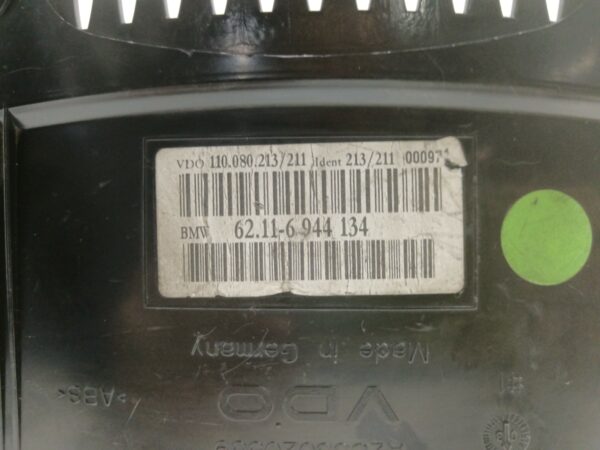 VDO 110.080.213/211 Ident 213/211
BMW 62.11-6 944 134
Made in Germany
>ABS<
VDO